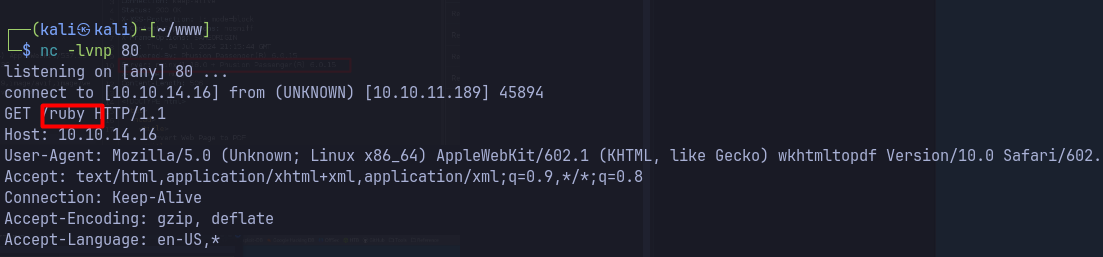 (kali㉿kali)-[~/www]
$ nc -lvnp 80
listening on [any] 80 ...
connect to [10.10.14.16] from (UNKNOWN) [10.10.11.189] 45894
GET /ruby HTTP/1.1
Host: 10.10.14.16
User-Agent: Mozilla/5.0 (Unknown; Linux x86_64) AppleWebKit/602.1 (KHTML, like Gecko) wkhtmltopdf Version/10.0 Safari/602.
Accept: text/html,application/xhtml+xml,application/xml;q=0.9,*/*;q=0.8
Connection: Keep-Alive
Accept-Encoding: gzip, deflate
Accept-Language: en-US,*